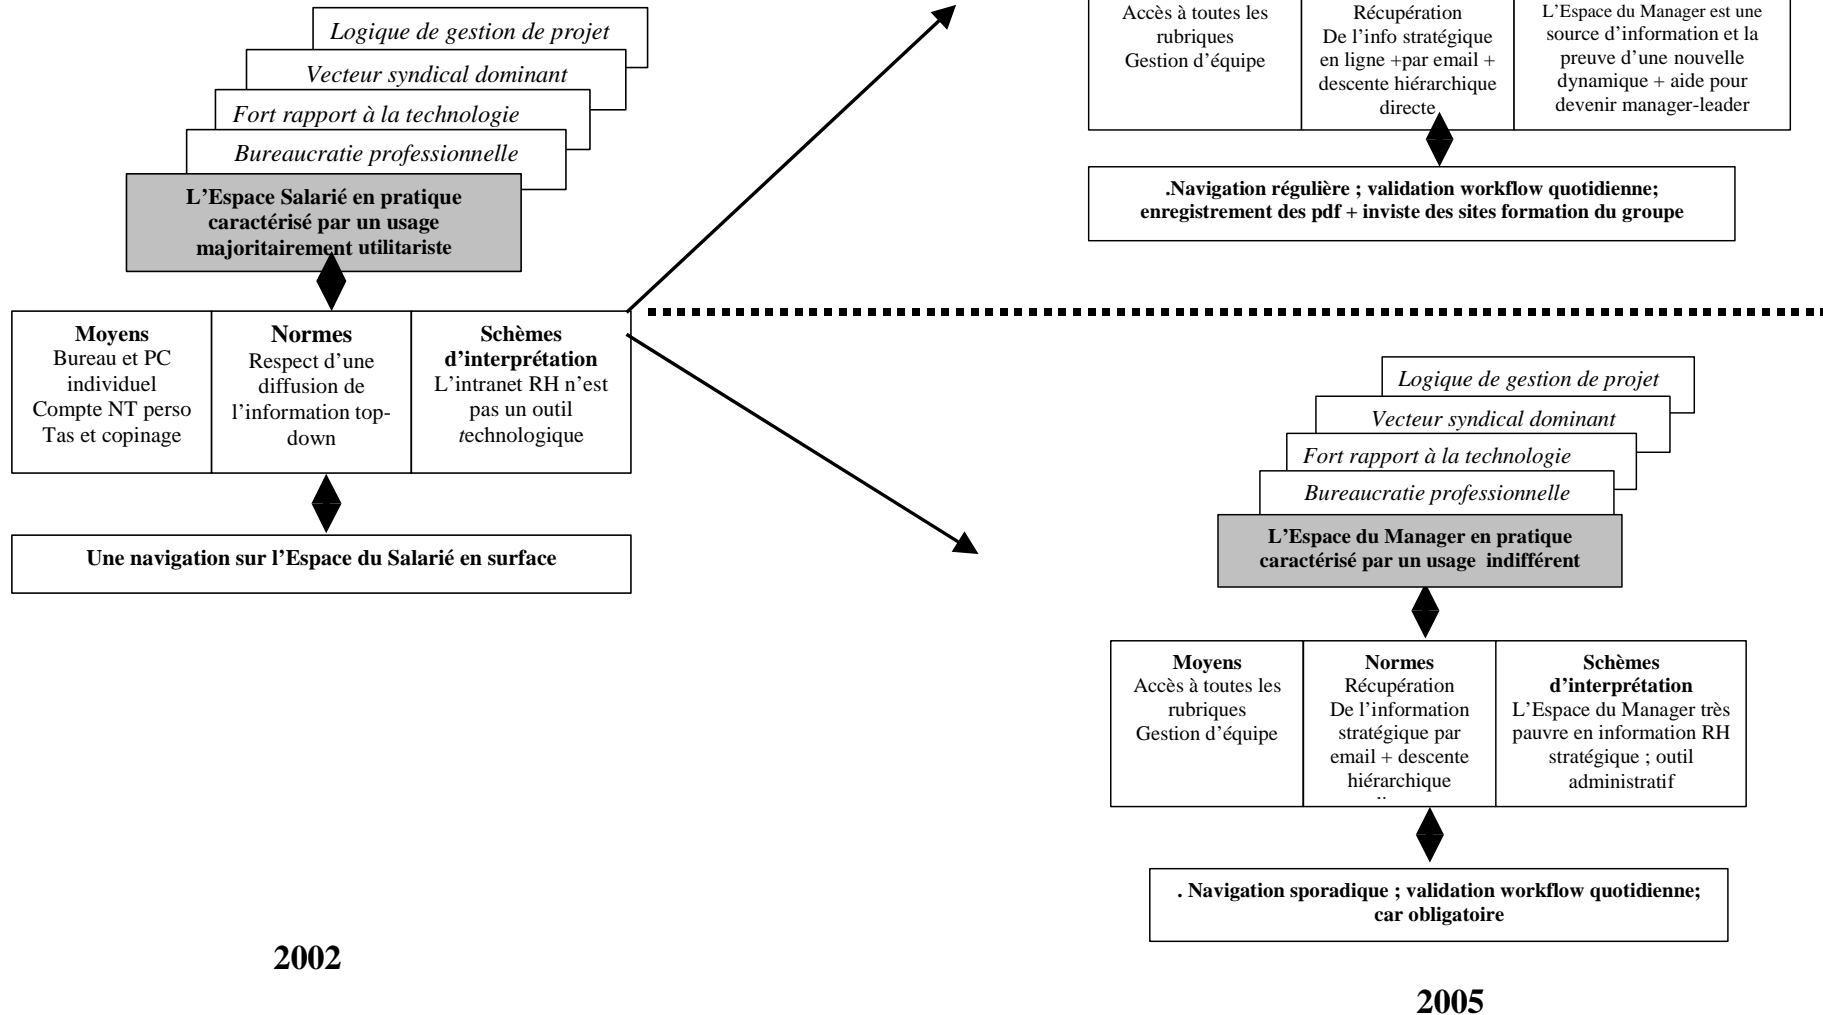 Logique de gestion de projet
Vecteur syndical dominant
Fort rapport à la technologie
Bureaucratie professionnelle
L'Espace Salarié en pratique
caractérisé par un usage
majoritairement utilitariste
Moyens
Bureau et PC
individuel
Compte NT perso
Tas et copinage
Normes
Respect d'une
diffusion de
l'information top-
down
Schèmes
d'interprétation
L'intranet RH n'est
pas un outil
technologique
Une navigation sur l'Espace du Salarié en surface
2002
Accès à toutes les
rubriques
Gestion d'équipe
Récupération
De l'info stratégique
en ligne +par email +
descente hiérarchique
directe
L'Espace du Manager est une
source d'information et la
preuve d'une nouvelle
dynamique + aide pour
devenir manager-leader
.Navigation régulière ; validation workflow quotidienne;
enregistrement des pdf + inviste des sites formation du groupe
Logique de gestion de projet
Vecteur syndical dominant
Fort rapport à la technologie
Bureaucratie professionnelle
L'Espace du Manager en pratique
caractérisé par un usage indifférent
Moyens
Accès à toutes les
rubriques
Gestion d'équipe
Normes
Récupération
De l'information
stratégique par
email + descente
hiérarchique
Schèmes
d'interprétation
L'Espace du Manager très
pauvre en information RH
stratégique ; outil
administratif
. Navigation sporadique ; validation workflow quotidienne;
car obligatoire
2005